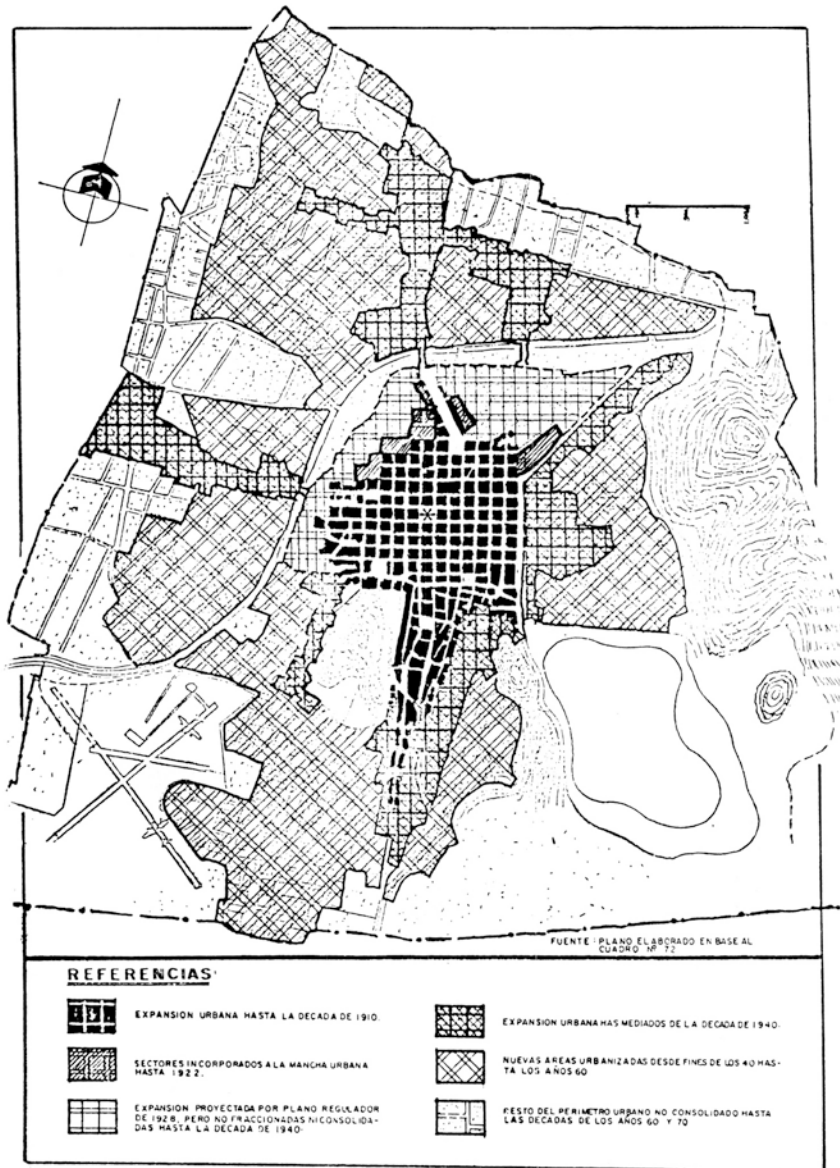 FUENTE: PLANO ELABORADO EN BASE AL
CUADRO Nº 72
REFERENCIAS:
EXPANSION URBANA HASTA LA DECADA DE 1910.
SECTORES INCORPORADOS A LA MANCHA URBANA
HASTA 1922.
EXPANSION PROYECTADA POR PLANO REGULADOR
DE 1928, PERO NO FRACCIONADAS NI CONSOLIDA-
DAS HASTA LA DECADA DE 1940.
EXPANSION URBANA HAS MEDIADOS DE LA DECADA DE 1940.
NUEVAS AREAS URBANIZADAS DESDE FINES DE LOS 40 HAS-
TA LOS AÑOS 60
RESTO DEL PERIMETRO URBANO NO CONSOLIDADO HASTA
LAS DECADAS DE LOS AÑOS 60 Y 70